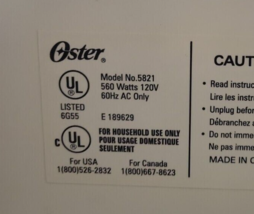 Oster®
UL
®
LISTED
6G55
Model No.5821
560 Watts 120V
60Hz AC Only
E 189629
C UL
®
FOR HOUSEHOLD USE ONLY
POUR USAGE DOMESTIQUE
SEULEMENT
For USA
1(800)526-2832
For Canada
1(800)667-8623
CAUT
• Read instruc
Lire les instru
• Unplug before
Débranchez
• Do not imme
Ne pas imme
MADE IN C